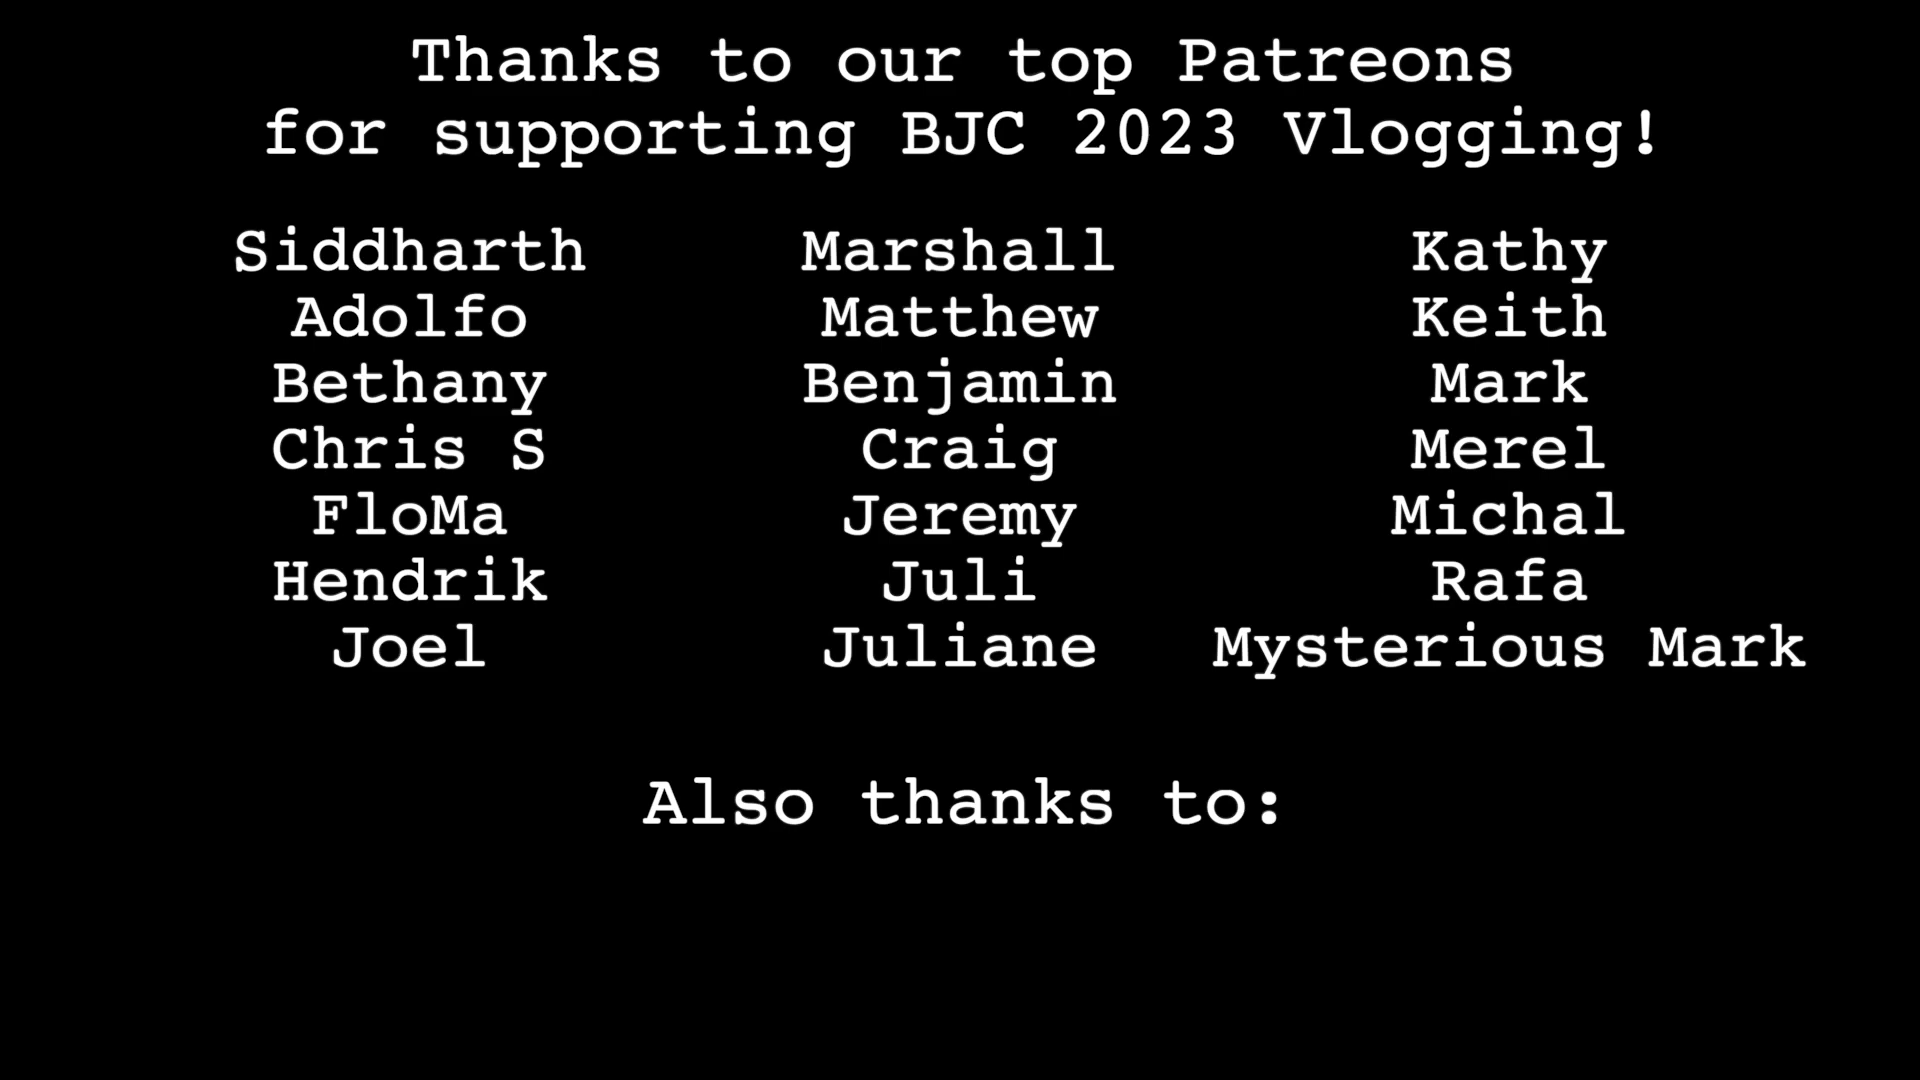 Thanks to our top Patreons
for supporting BJC 2023 Vlogging!
Siddharth
Adolfo
Bethany
Chris S
FloMa
Hendrik
Joel
Marshall
Matthew
Benjamin
Craig
Jeremy
Juli
Juliane
Kathy
Keith
Mark
Merel
Michal
Rafa
Mysterious Mark
Also thanks to: